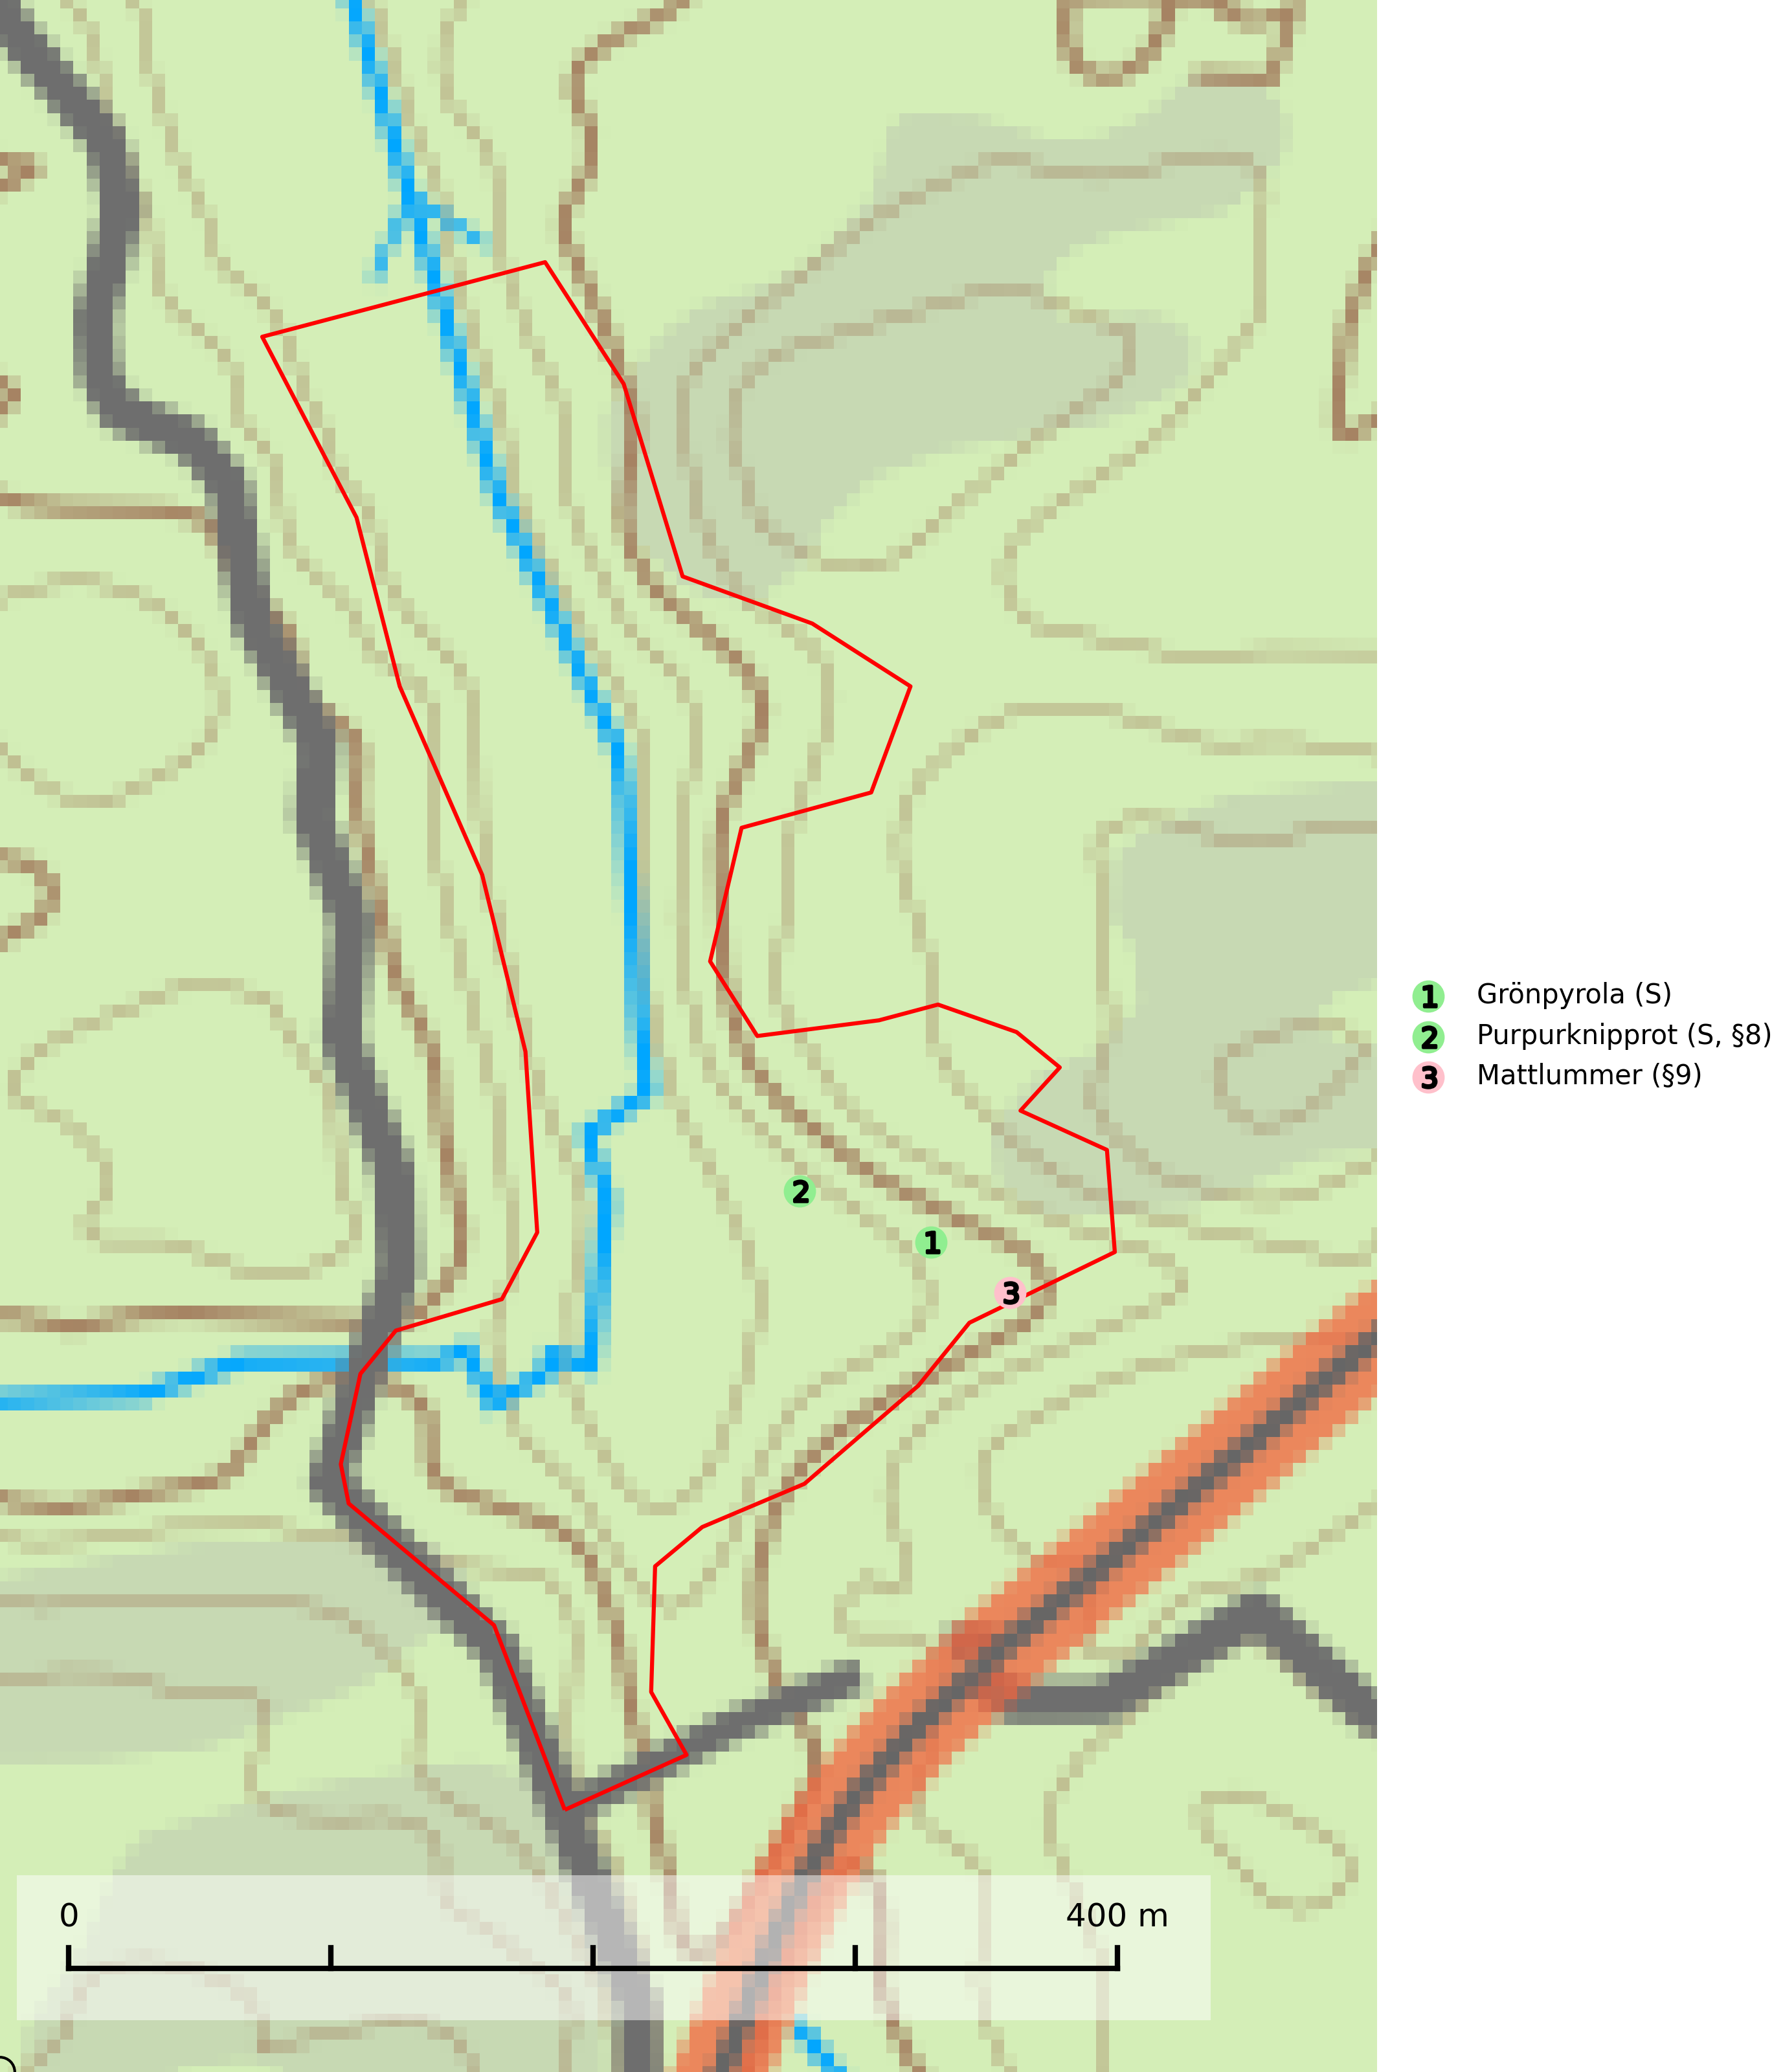 2
1
3
1 Grönpyrola (S)
2 Purpurknipprot (S, §8)
3 Mattlummer (§9)
0 400 m